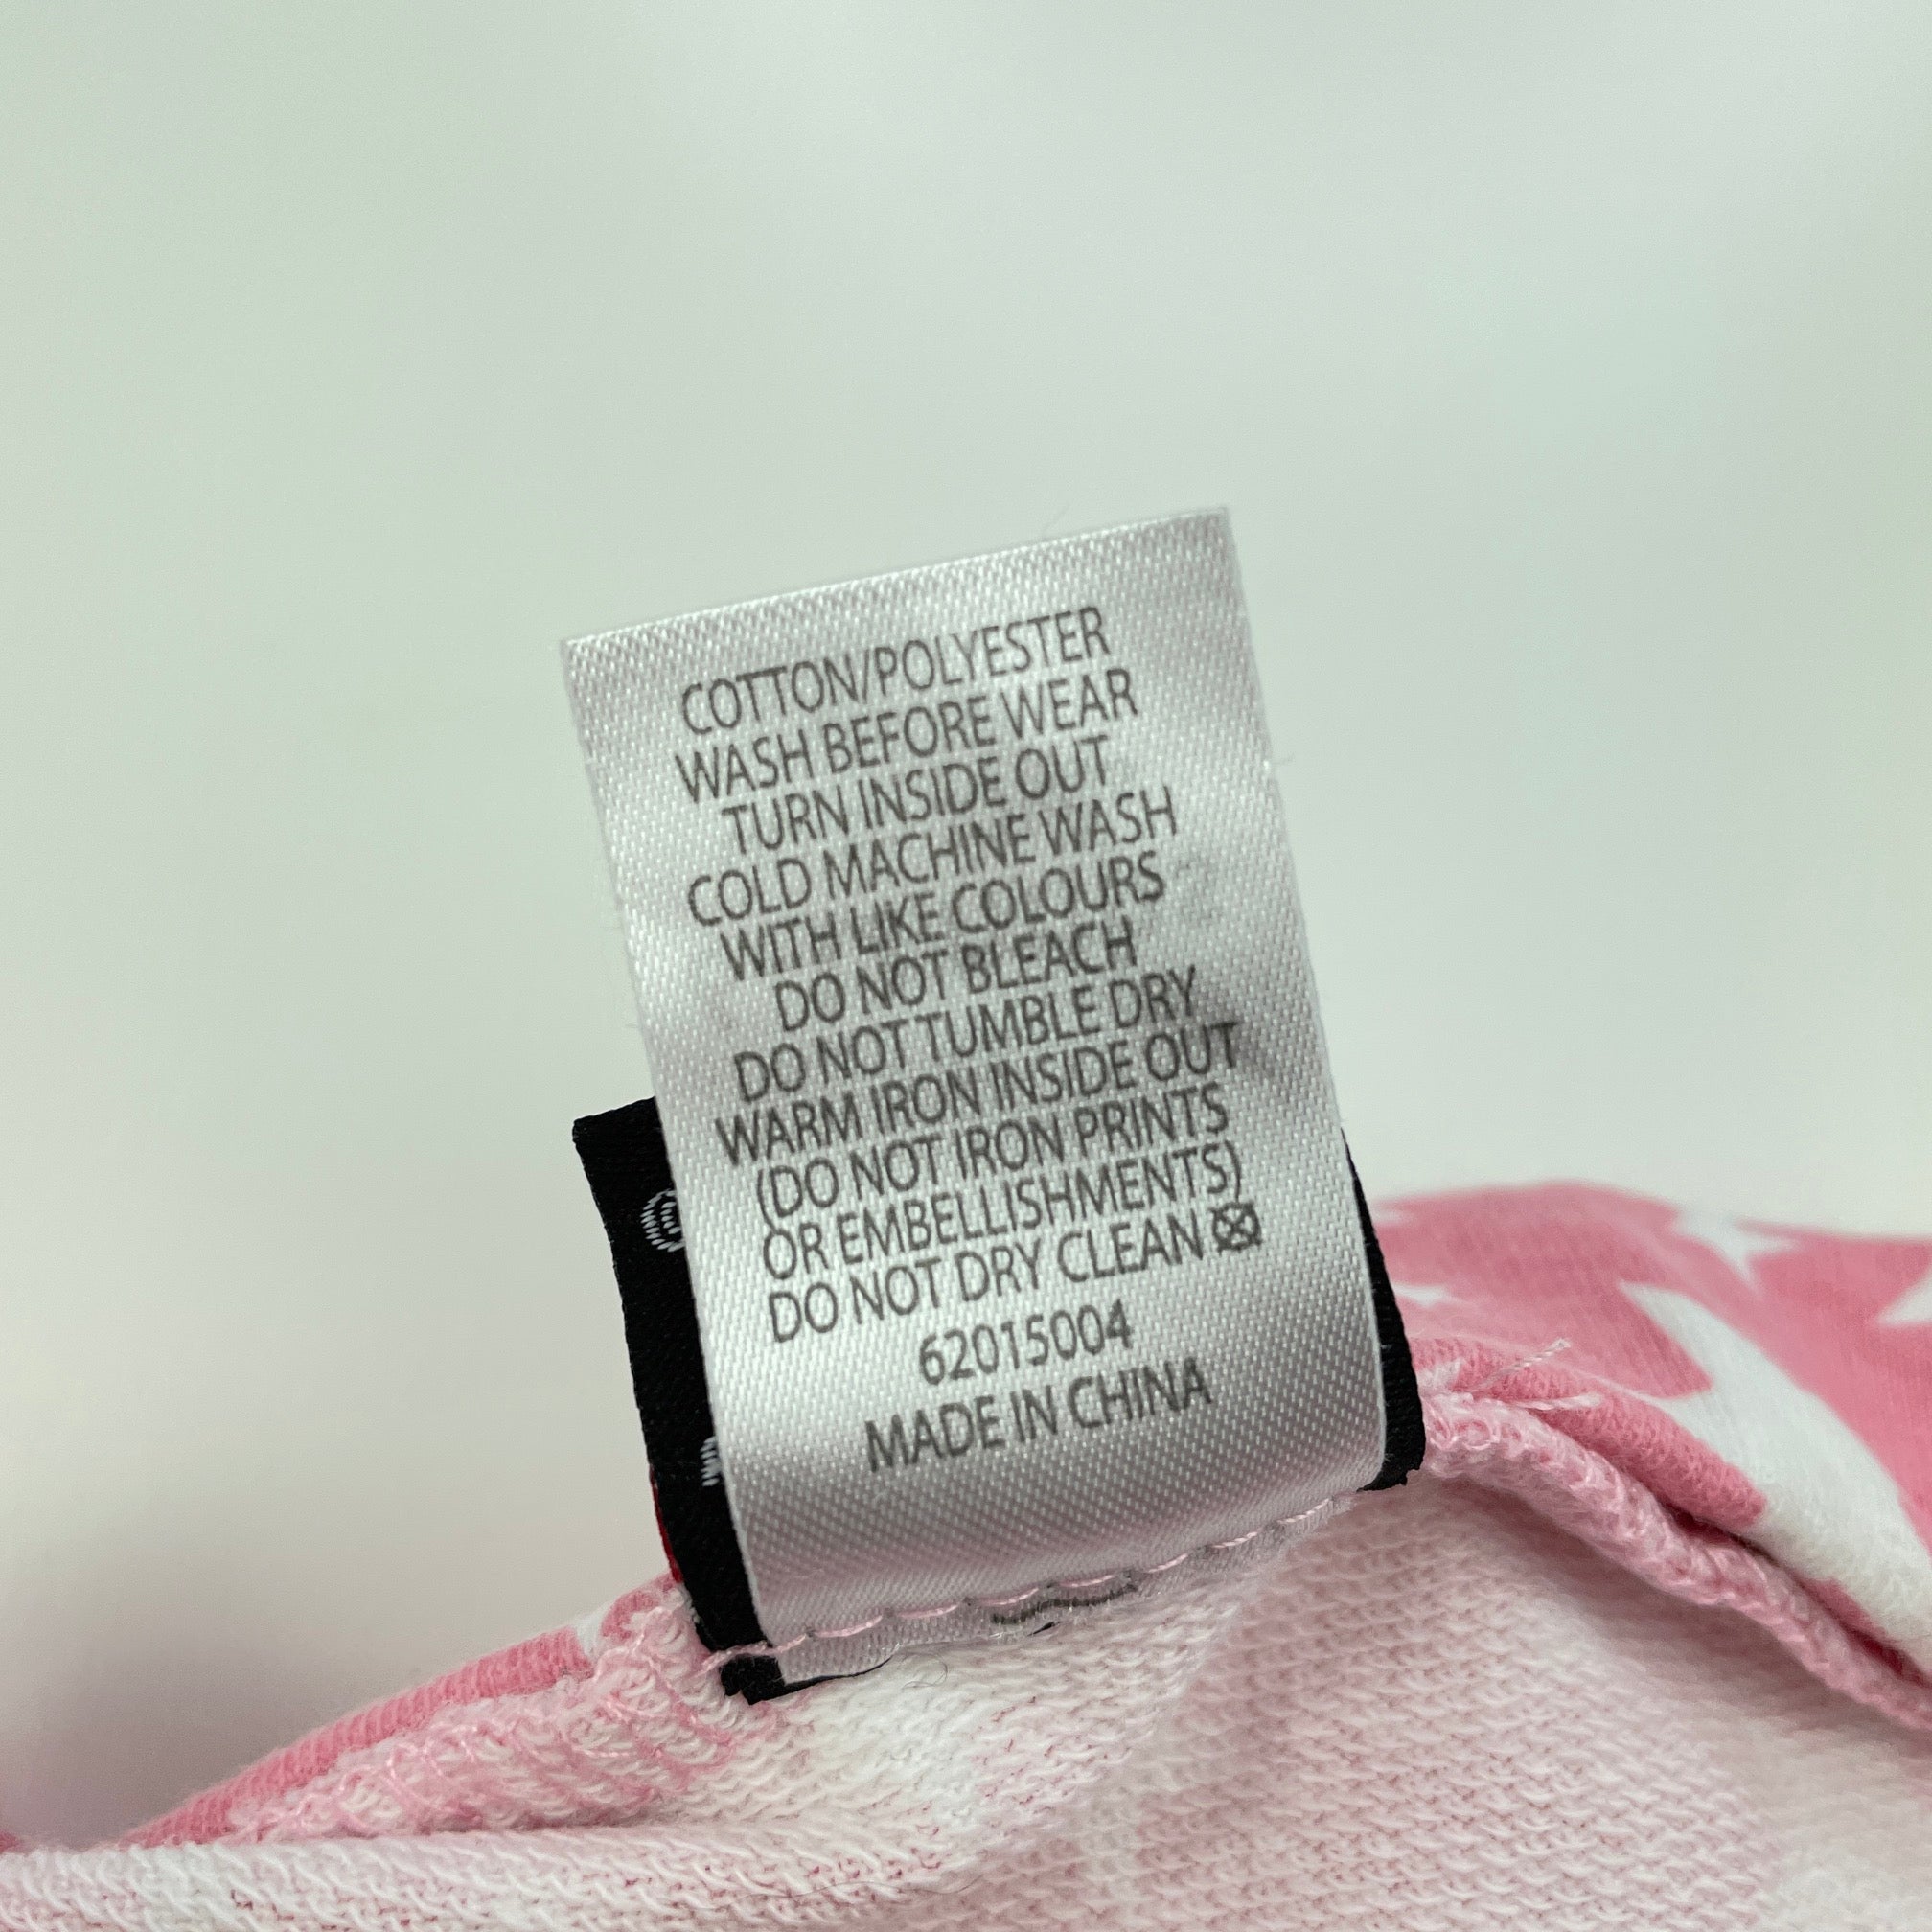 COTTON/POLYESTER
WASH BEFORE WEAR
TURN INSIDE OUT
COLD MACHINE WASH
WITH LIKE COLOURS
DO NOT BLEACH
DO NOT TUMBLE DRY
WARM IRON INSIDE OUT
(DO NOT IRON PRINTS
OR EMBELLISHMENTS)
DO NOT DRY CLEAN
62015004
MADE IN CHINA